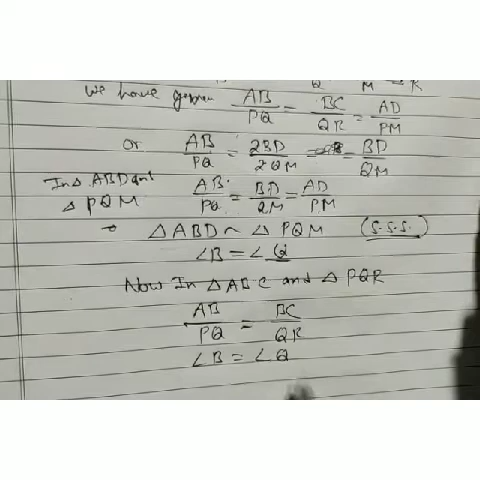 Q M R
we have given AB/PQ = BC/QR = AD/PM
or AB/PQ = 2BD/2QM = = BD/QM
In Δ ABD and AB/PQ = BD/QM = AD/PM
Δ PQM
Δ ABD ~ Δ PQM (S.S.S.)
∠B = ∠Q
Now In Δ ABC and Δ PQR
AB/PQ = BC/QR
∠B = ∠Q